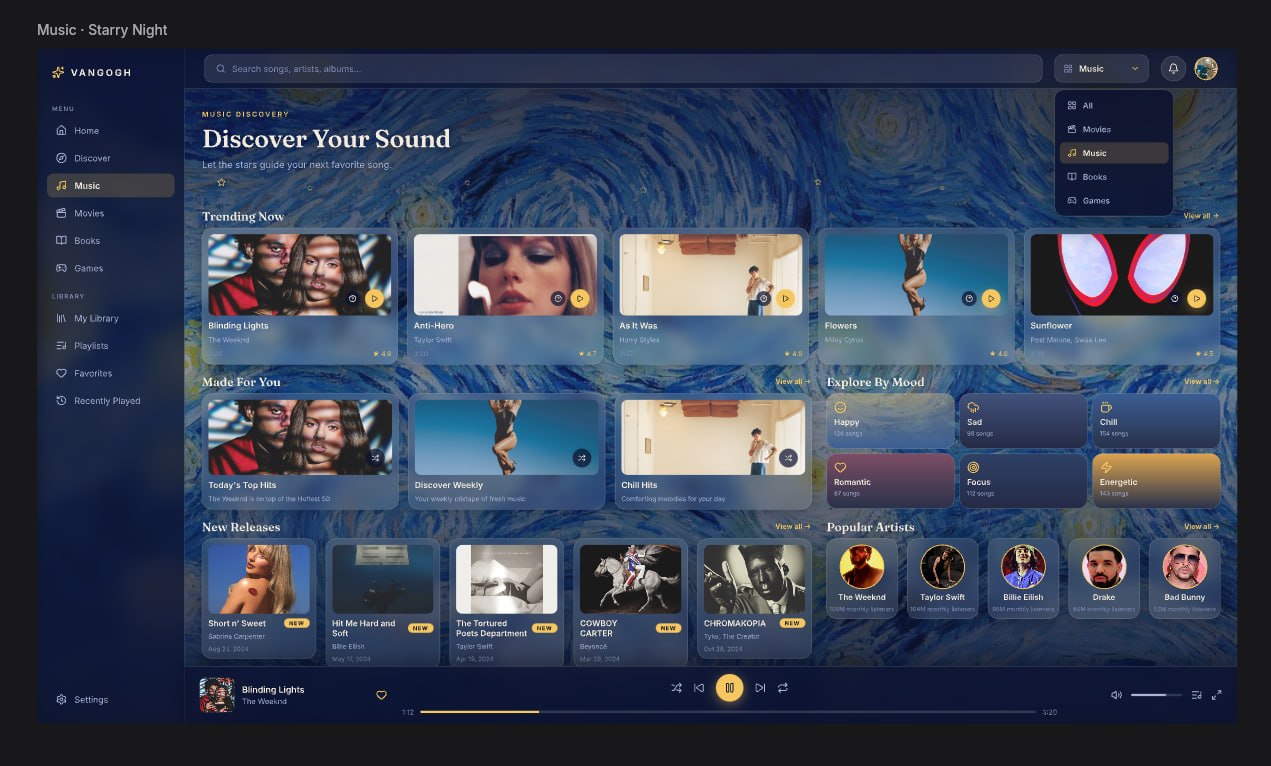 Music · Starry Night
VANGOGH
MENU
Home
Discover
Music
Movies
Books
Games
LIBRARY
My Library
Playlists
Favorites
Recently Played
Settings
Search songs, artists, albums...
Music
All
Movies
Music
Books
Games
MUSIC DISCOVERY
Discover Your Sound
Let the stars guide your next favorite song.
Trending Now
View all →
Blinding Lights
The Weeknd
3:20
★ 4.9
Anti-Hero
Taylor Swift
3:20
★ 4.7
As It Was
Harry Styles
2:47
★ 4.8
Flowers
Miley Cyrus
★ 4.6
Sunflower
Post Malone, Swae Lee
★ 4.5
Made For You
View all →
Today's Top Hits
The Weeknd is on top of the Hottest 50
Discover Weekly
Your weekly mixtape of fresh music
Chill Hits
Comforting melodies for your day
Explore By Mood
View all →
Happy
128 songs
Sad
98 songs
Chill
154 songs
Romantic
87 songs
Focus
112 songs
Energetic
143 songs
New Releases
View all →
Short n' Sweet
NEW
Sabrina Carpenter
Aug 23, 2024
Hit Me Hard and
Soft
NEW
Billie Eilish
May 17, 2024
The Tortured
Poets Department
NEW
Taylor Swift
Apr 19, 2024
COWBOY
CARTER
NEW
Beyoncé
Mar 29, 2024
CHROMAKOPIA
NEW
Tyler, The Creator
Oct 28, 2024
Popular Artists
View all →
The Weeknd
108M monthly listeners
Taylor Swift
104M monthly listeners
Billie Eilish
monthly listeners
Drake
monthly listeners
Bad Bunny
monthly listeners
Blinding Lights
The Weeknd
1:12
3:20